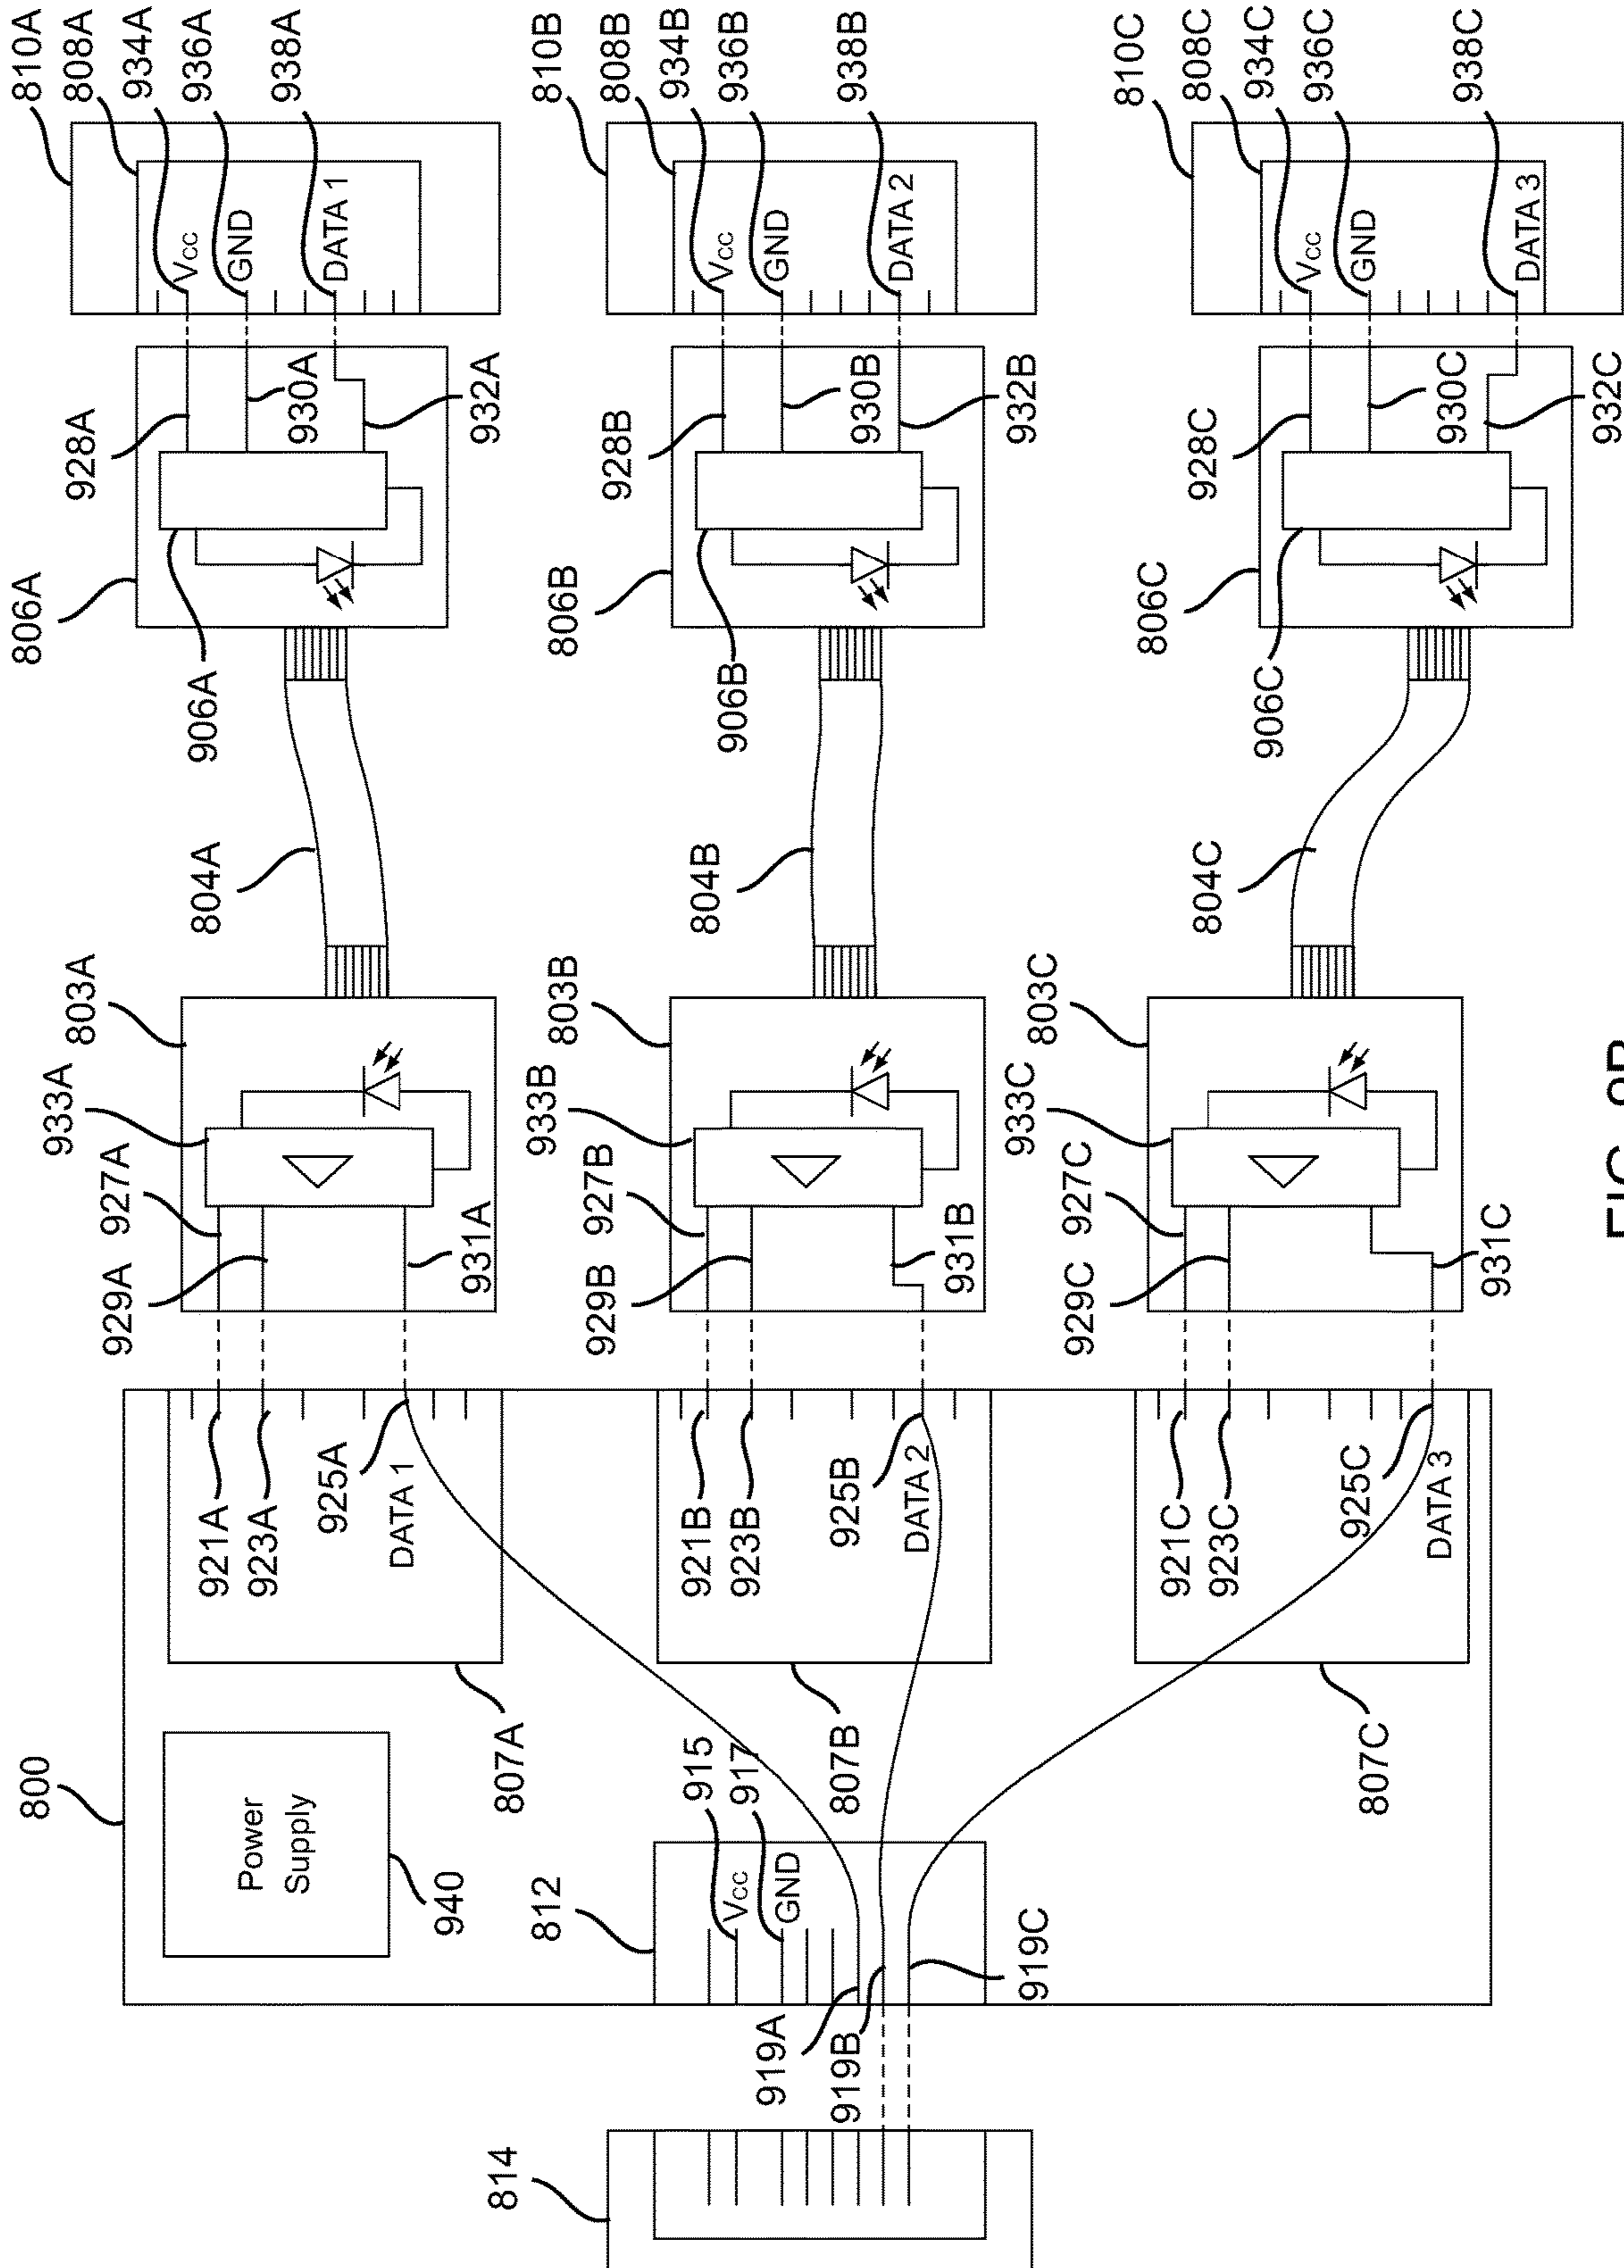 800
810A
808A
934A
936A
938A
806A
928A
VCC
GND
DATA 1
930A
932A
906A
804A
803A
933A
927A
929A
931A
921A
923A
925A
DATA 1
807A
Power
Supply
940
814
812
915
917
VCC
GND
919A
919B
919C
810B
808B
934B
936B
938B
806B
928B
VCC
GND
DATA 2
930B
932B
906B
804B
803B
933B
927B
929B
931B
921B
923B
925B
DATA 2
807B
810C
808C
934C
936C
938C
806C
928C
VCC
GND
DATA 3
930C
932C
906C
804C
803C
933C
927C
929C
931C
921C
923C
925C
DATA 3
807C
FIG.